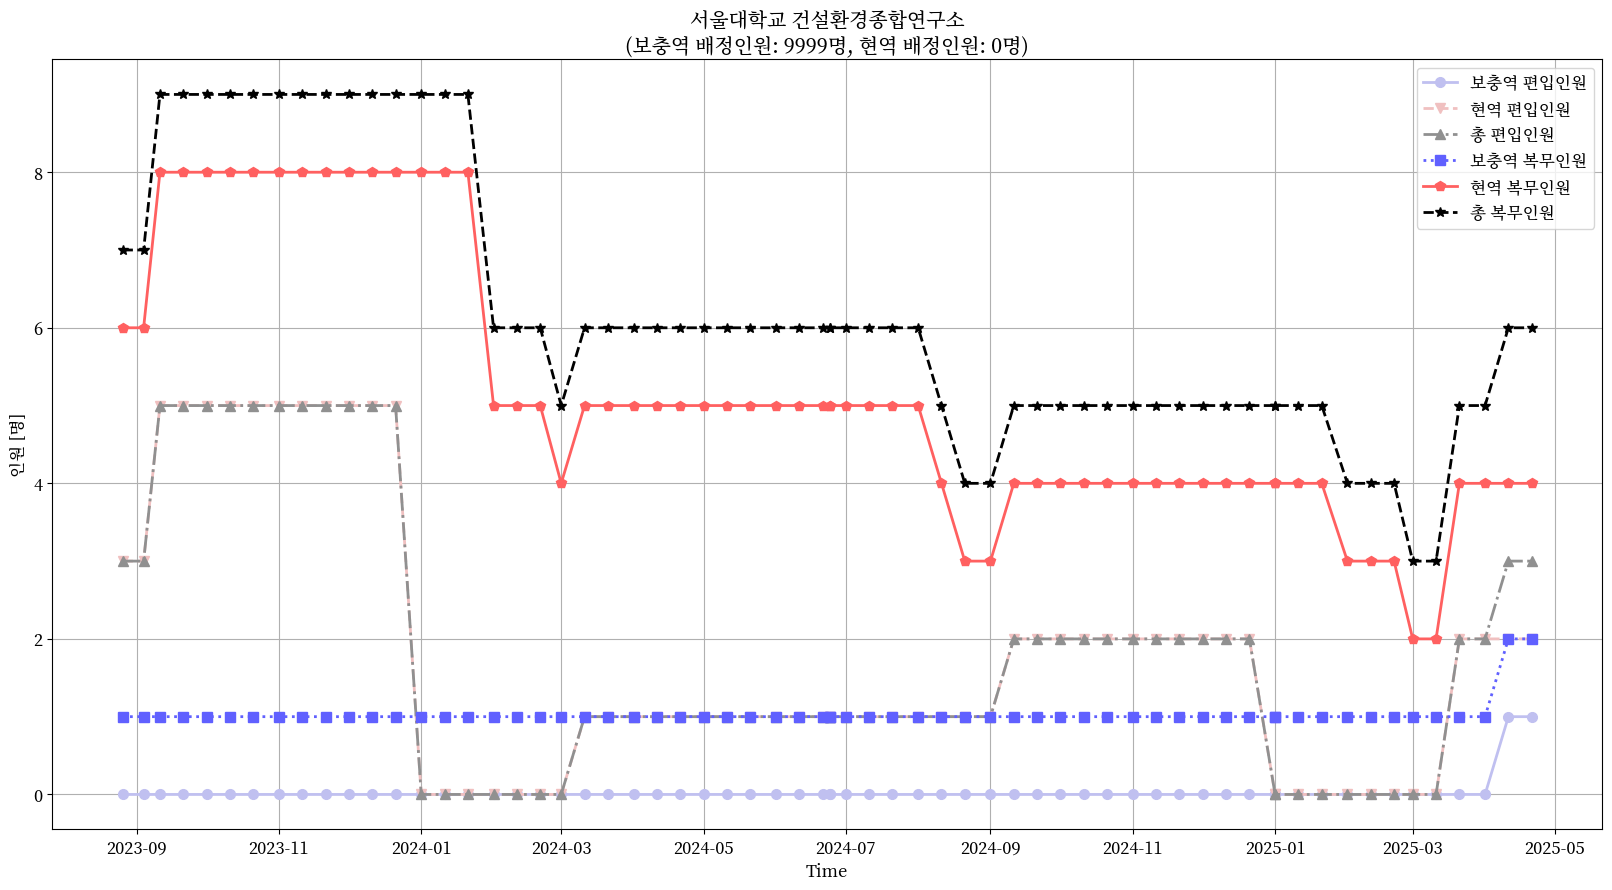 서울대학교 건설환경종합연구소
(보충역 배정인원: 9999명, 현역 배정인원: 0명)
보충역 편입인원
현역 편입인원
총 편입인원
보충역 복무인원
현역 복무인원
총 복무인원
인원 [명]
8
6
4
2
0
2023-09
2023-11
2024-01
2024-03
2024-05
2024-07
2024-09
2024-11
2025-01
2025-03
2025-05
Time